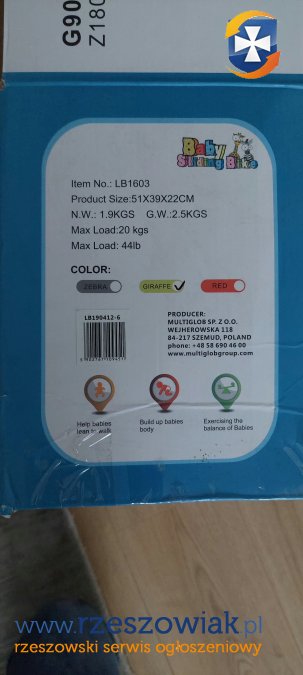 G90
Z180
Baby
Sliding Bike
Item No.: LB1603
Product Size:51X39X22CM
N.W.: 1.9KGS G.W.:2.5KGS
Max Load:20 kgs
Max Load: 44lb
COLOR:
ZEBRA GIRAFFE RED
LB190412-6
PRODUCER:
MULTIGLOB SP. Z O.O.
WEJHEROWSKA 118
84-217 SZEMUD, POLAND
phone: +48 58 690 46 00
www.multiglobgroup.com
Help babies
lean to walk
Build up babies
body
Exercising the
balance of Babies
www.rzeszowiak.pl
rzeszowski serwis ogłoszeniowy